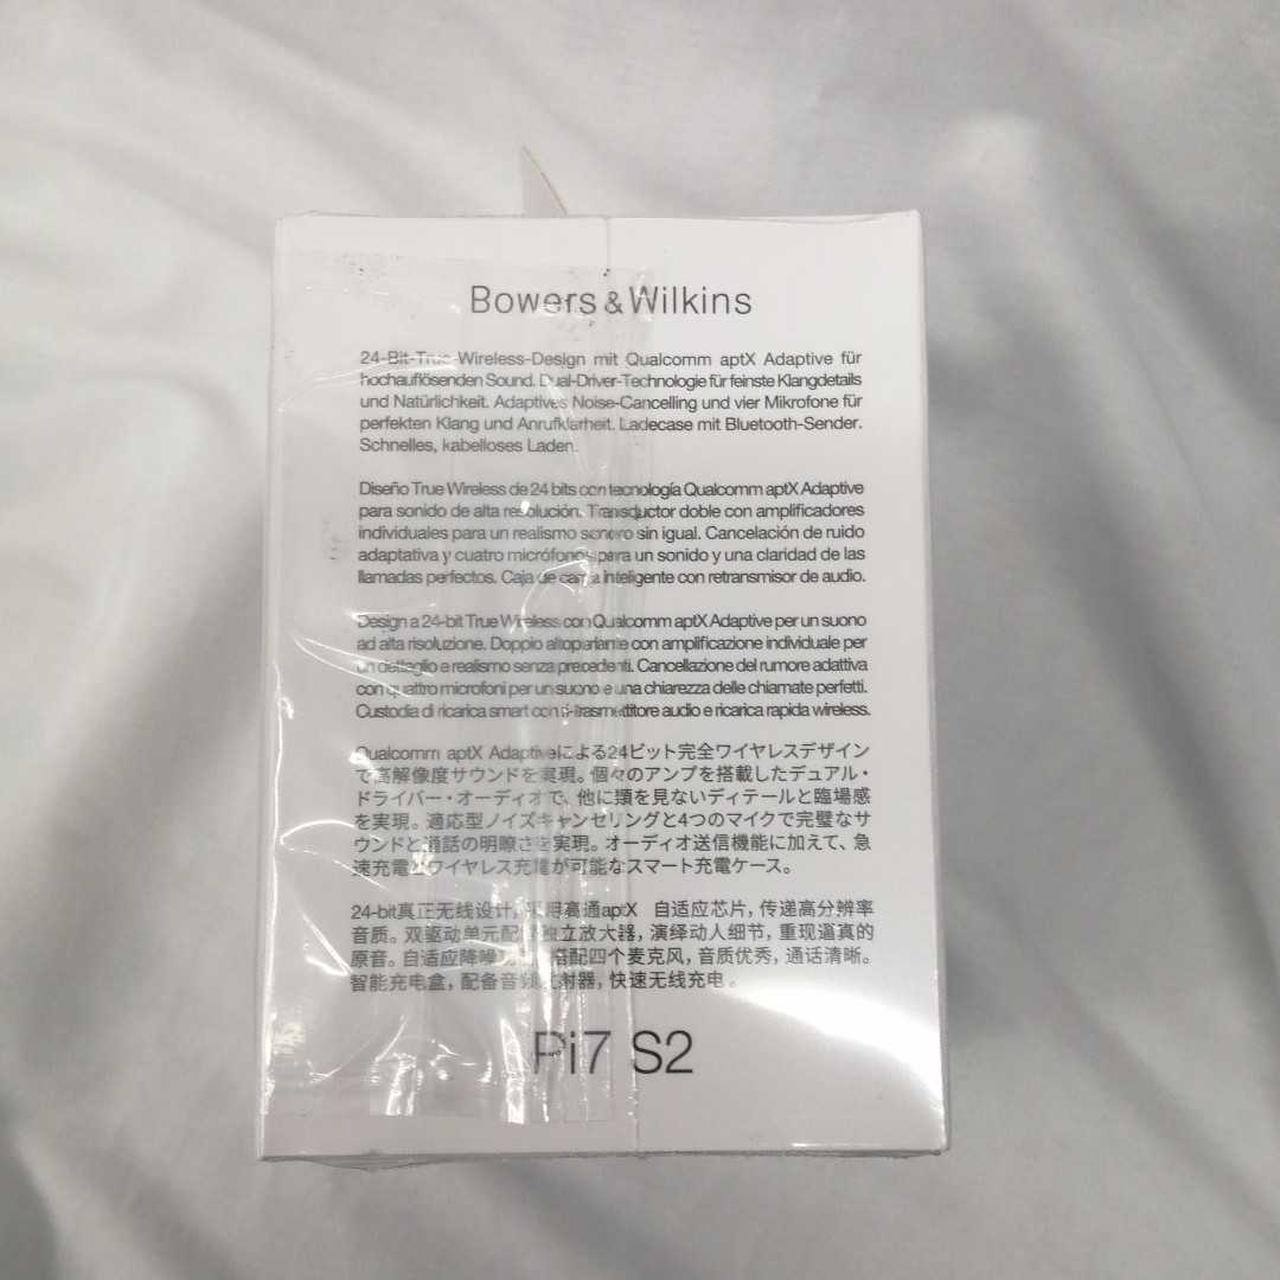 Bowers & Wilkins
24-Bit-True-Wireless-Design mit Qualcomm aptX Adaptive für
hochauflösenden Sound. Dual-Driver-Technologie für feinste Klangdetails
und Natürlichkeit. Adaptives Noise-Cancelling und vier Mikrofone für
perfekten Klang und Anrufklarheit. Ladecase mit Bluetooth-Sender.
Schnelles, kabelloses Laden.
Diseño True Wireless de 24 bits con tecnología Qualcomm aptX Adaptive
para sonido de alta resolución. Transductor doble con amplificadores
individuales para un realismo sonoro sin igual. Cancelación de ruido
adaptativa y cuatro micrófonos para un sonido y una claridad de las
llamadas perfectos. Caja de carga inteligente con retransmisor de audio.
Design a 24-bit True Wireless con Qualcomm aptX Adaptive per un suono
ad alta risoluzione. Doppio altoparlante con amplificazione individuale per
un dettaglio e realismo senza precedenti. Cancellazione del rumore adattiva
con quattro microfoni per un suono e una chiarezza delle chiamate perfetti.
Custodia di ricarica smart con ri-trasmettitore audio e ricarica rapida wireless.
Qualcomm aptX Adaptiveによる24ビット完全ワイヤレスデザイン
で高解像度サウンドを実現。個々のアンプを搭載したデュアル・
ドライバー・オーディオで、他に類を見ないディテールと臨場感
を実現。適応型ノイズキャンセリングと4つのマイクで完璧なサ
ウンドと通話の明瞭さを実現。オーディオ送信機能に加えて、急
速充電とワイヤレス充電が可能なスマート充電ケース。
24-bit真正无线设计, 采用高通aptX 自适应芯片, 传递高分辨率
音质。双驱动单元配 独立放大器, 演绎动人细节, 重现逼真的
原音。自适应降噪 搭配四个麦克风, 音质优秀, 通话清晰。
智能充电盒, 配备音频发射器, 快速无线充电。
Pi7 S2